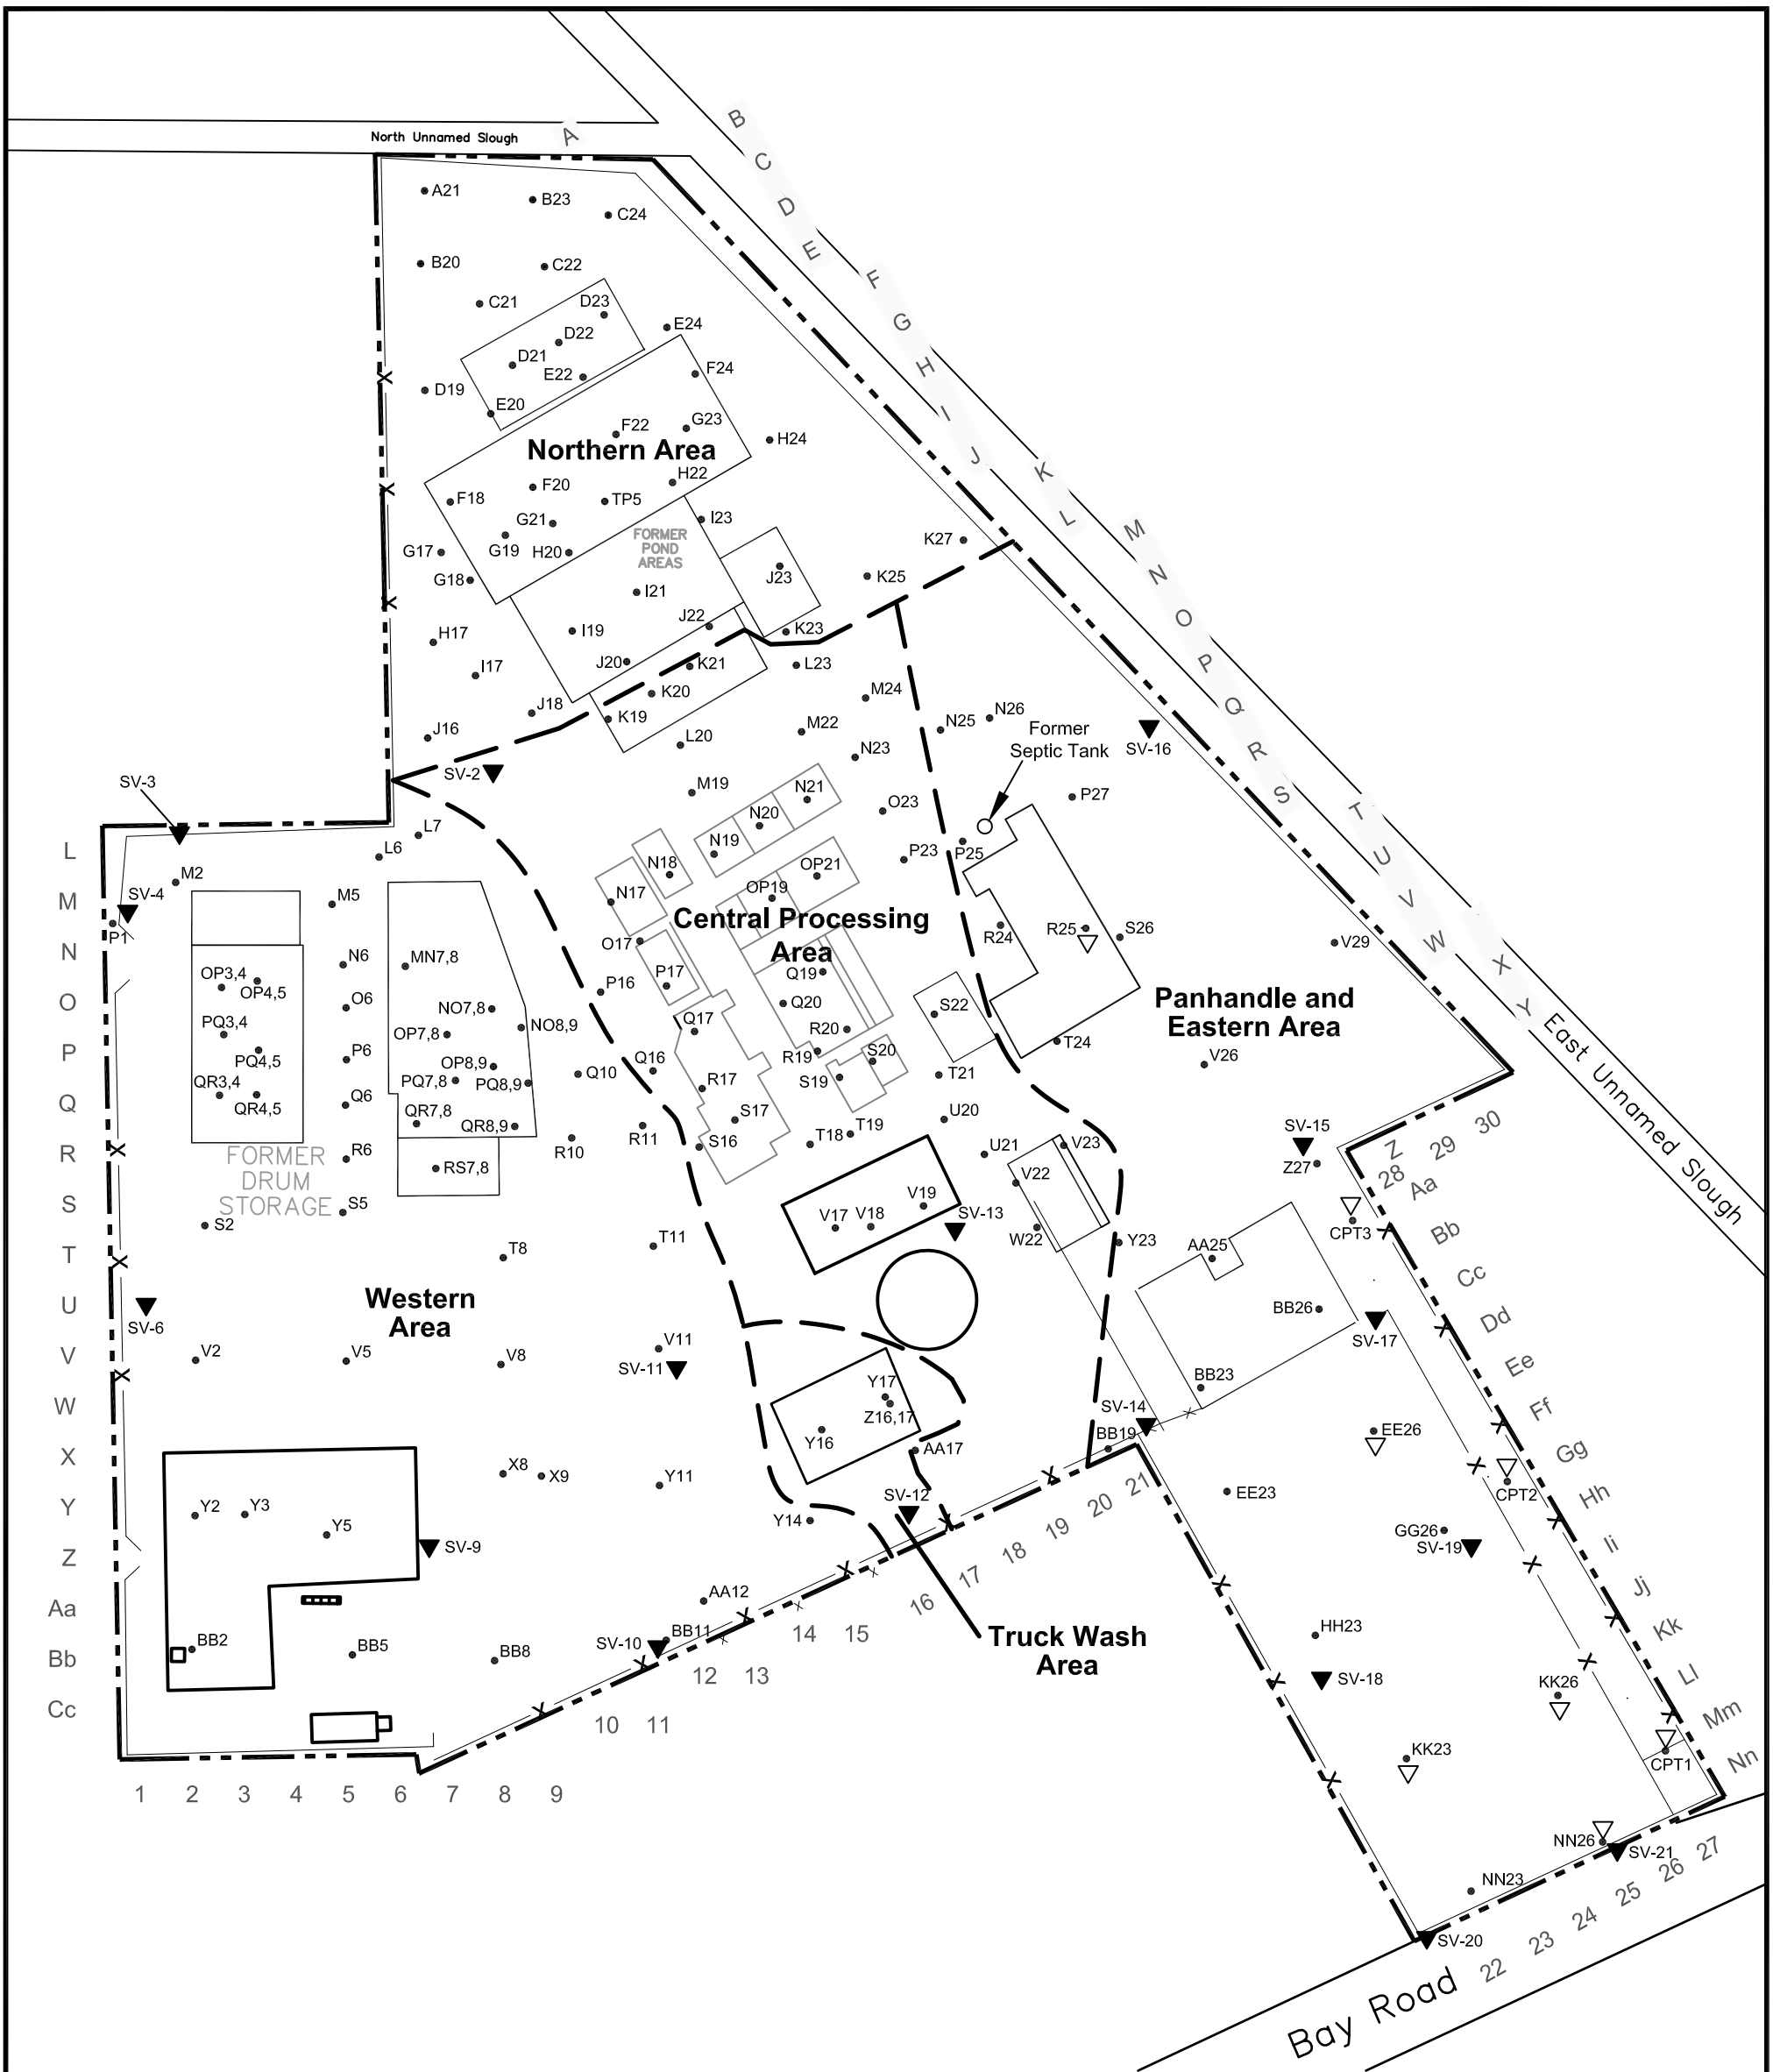 North Unnamed Slough
A
B
C
D
E
F
G
H
I
J
K
L
M
N
O
P
Q
R
S
T
U
V
W
X
Y
East Unnamed Slough
A21
B23
C24
B20
C22
C21
D23
D22
E24
D21
E22
F24
D19
E20
F22
G23
H24
Northern Area
H22
F20
F18
TP5
G21
I23
FORMER
POND
AREAS
G17
G19
H20
K27
G18
J23
K25
I21
J22
H17
I19
K23
J20
K21
L23
I17
K20
M24
J18
K19
N26
N25
M22
J16
L20
N23
Former
Septic Tank
SV-16
SV-2
SV-3
M19
N21
P27
O23
N20
L7
N19
P25
L6
P23
N18
OP21
M2
OP19
SV-4
M5
N17
Central Processing
Area
R24
R25
S26
P1
O17
V29
N6
MN7,8
OP3,4
OP4,5
P17
Q19
P16
Panhandle and
Eastern Area
O6
NO7,8
Q20
S22
PQ3,4
OP7,8
NO8,9
Q17
R20
T24
PQ4,5
P6
OP8,9
R19
S20
V26
QR3,4
PQ7,8
PQ8,9
Q10
Q16
S19
T21
QR4,5
Q6
R17
QR7,8
QR8,9
S17
U20
R11
T18
T19
SV-15
R10
S16
U21
V23
Z27
R6
RS7,8
V22
FORMER
DRUM
STORAGE
S5
V19
S2
V17
V18
SV-13
W22
Y23
CPT3
T8
T11
AA25
Western
Area
BB26
SV-6
SV-17
V2
V5
V8
V11
SV-11
Y17
BB23
Z16,17
SV-14
Y16
EE26
AA17
BB19
X8
X9
Y11
CPT2
Y2
Y3
SV-12
EE23
Y14
Y5
GG26
SV-9
SV-19
AA12
BB11
HH23
BB2
BB5
BB8
SV-10
Truck Wash
Area
SV-18
KK26
KK23
CPT1
NN26
SV-21
NN23
SV-20
L
M
N
O
P
Q
R
S
T
U
V
W
X
Y
Z
Aa
Bb
Cc
1
2
3
4
5
6
7
8
9
10
11
12
13
14
15
16
17
18
19
20
21
22
23
24
25
26
27
28
29
30
Z
Aa
Bb
Cc
Dd
Ee
Ff
Gg
Hh
Ii
Jj
Kk
Ll
Mm
Nn
Bay Road